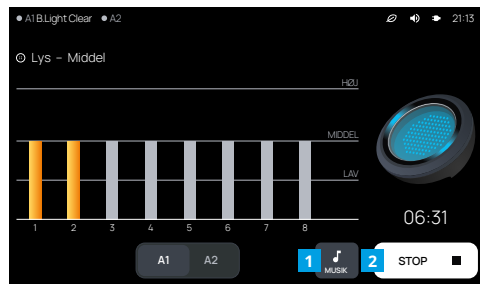 A1 B.Light Clear A2 21:13
Lys - Middel
HØJ
MIDDEL
LAV
1 2 3 4 5 6 7 8
06:31
A1 A2 1 MUSIK 2 STOP